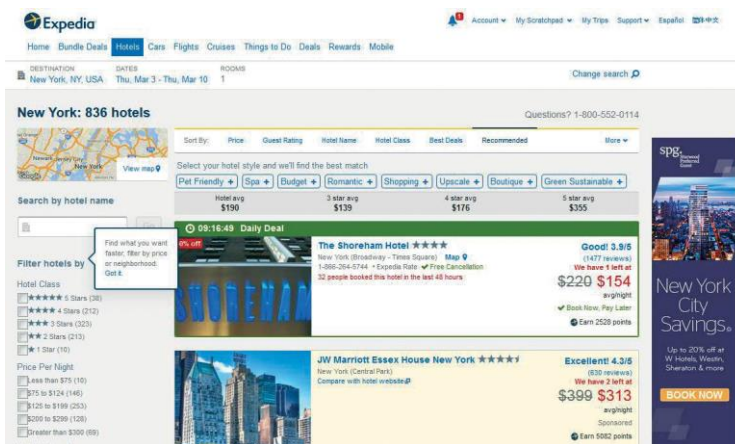 Expedia
Account My Scratchpad My Trips Support Español
Home Bundle Deals Hotels Cars Flights Cruises Things to Do Deals Rewards Mobile
DESTINATION DATES ROOMS
New York, NY, USA Thu, Mar 3 - Thu, Mar 10 1
Change search
New York: 836 hotels
Questions? 1-800-552-0114
Sort By: Price Guest Rating Hotel Name Hotel Class Best Deals Recommended More
New York
View map
Select your hotel style and we'll find the best match
Pet Friendly + Spa + Budget + Romantic + Shopping + Upscale + Boutique + Green Sustainable +
Hotel avg 3 star avg 4 star avg 5 star avg
$190 $139 $176 $355
Search by hotel name
Go
Find what you want
faster, filter by price
or neighborhood.
Got it.
Filter hotels by
Hotel Class
★★★★★ 5 Stars (38)
★★★★ 4 Stars (212)
★★★ 3 Stars (323)
★★ 2 Stars (213)
★ 1 Star (10)
Price Per Night
Less than $75 (10)
$75 to $124 (146)
$125 to $199 (253)
$200 to $299 (128)
Greater than $300 (69)
09:16:49 Daily Deal
% off
The Shoreham Hotel ★★★★
New York (Broadway - Times Square) Map
1-866-264-5744 • Expedia Rate ✔ Free Cancellation
32 people booked this hotel in the last 48 hours
Good! 3.9/5
(1477 reviews)
We have 1 left at
$220 $154
avg/night
✔ Book Now, Pay Later
Earn 2528 points
JW Marriott Essex House New York ★★★★
New York (Central Park)
Compare with hotel website
Excellent! 4.3/5
(630 reviews)
We have 2 left at
$399 $313
avg/night
Sponsored
Earn 5082 points
spg.
Starwood
Preferred
Guest
New York
City
Savings.
Up to 20% off at
W Hotels, Westin,
Sheraton & more
BOOK NOW